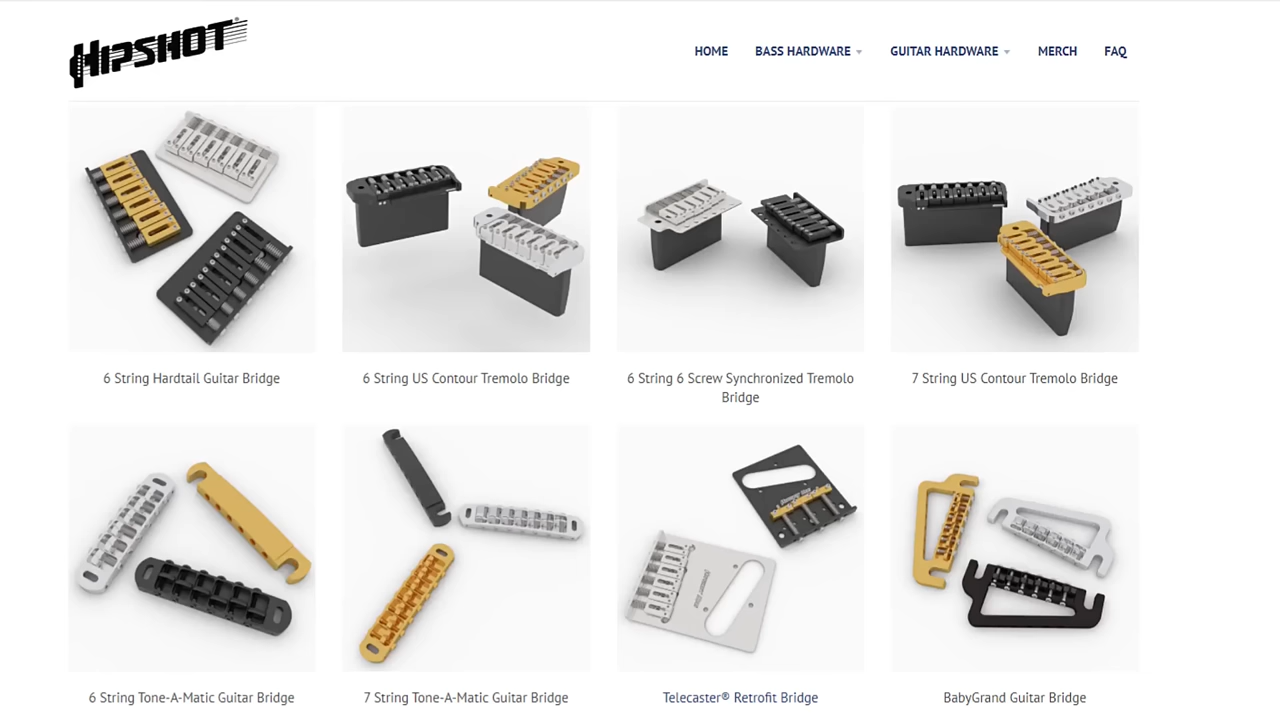 HIPSHOT®
HOME
BASS HARDWARE
GUITAR HARDWARE
MERCH
FAQ
6 String Hardtail Guitar Bridge
6 String US Contour Tremolo Bridge
6 String 6 Screw Synchronized Tremolo
Bridge
7 String US Contour Tremolo Bridge
6 String Tone-A-Matic Guitar Bridge
7 String Tone-A-Matic Guitar Bridge
Telecaster® Retrofit Bridge
BabyGrand Guitar Bridge